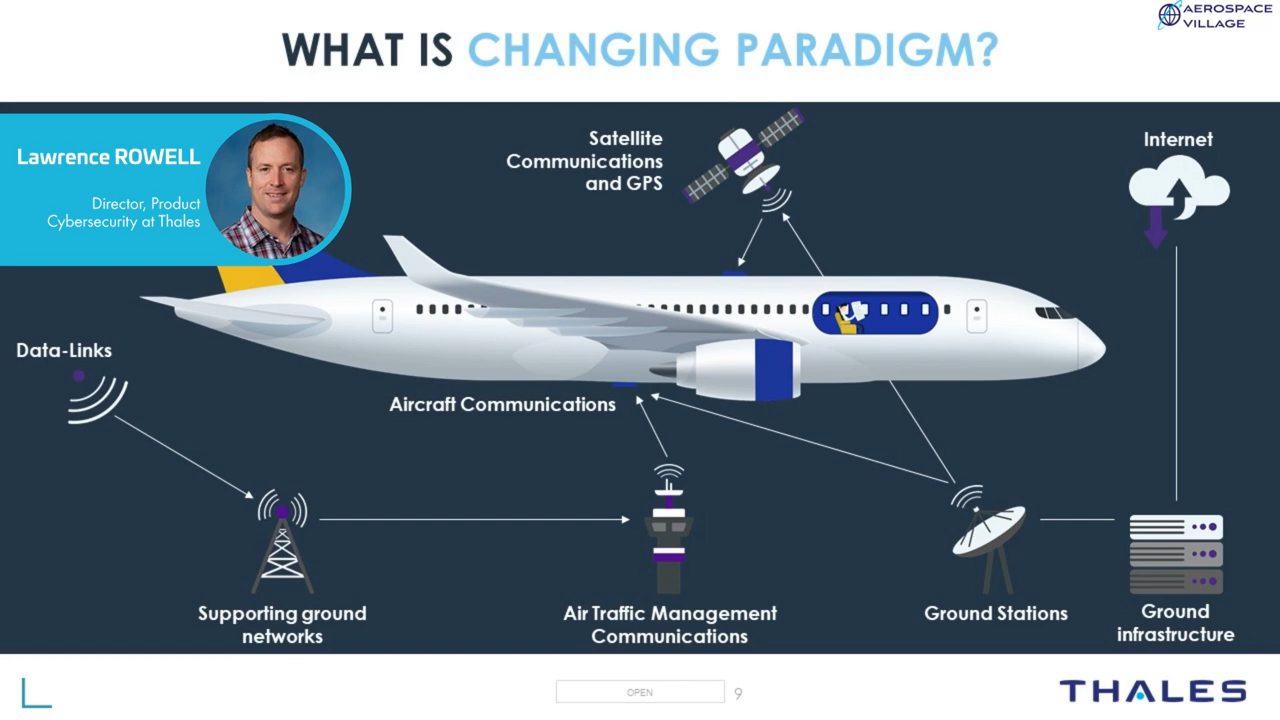 AEROSPACE
VILLAGE
WHAT IS CHANGING PARADIGM?
Lawrence ROWELL
Director, Product
Cybersecurity at Thales
Satellite
Communications
and GPS
Internet
Data-Links
Aircraft Communications
Supporting ground
networks
Air Traffic Management
Communications
Ground Stations
Ground
infrastructure
OPEN
9
THALES